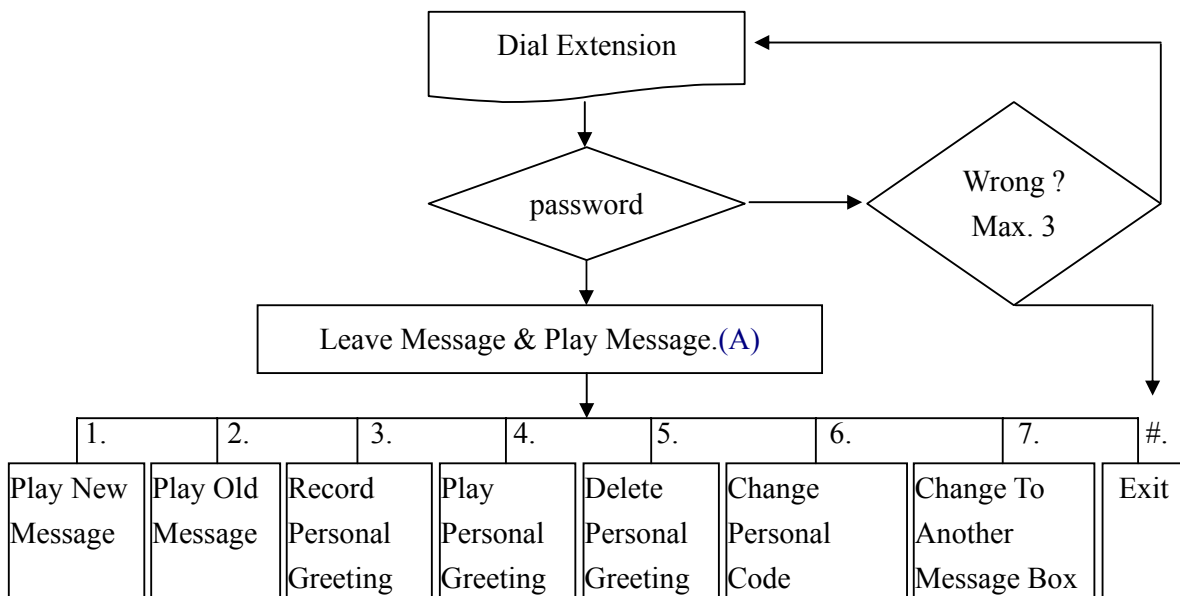 Dial Extension
password
Wrong ?
Max. 3
Leave Message & Play Message.(A)
1.
2.
3.
4.
5.
6.
7.
#.
Play New
Message
Play Old
Message
Record
Personal
Greeting
Play
Personal
Greeting
Delete
Personal
Greeting
Change
Personal
Code
Change To
Another
Message Box
Exit